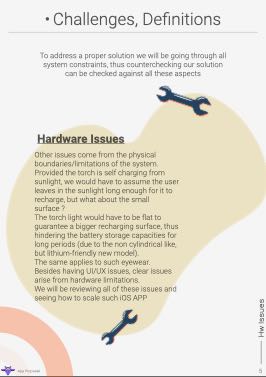 • Challenges, Definitions
To address a proper solution we will be going through all
system constraints, thus counterchecking our solution
can be checked against all these aspects
Hardware Issues
Other issues come from the physical
boundaries/limitations of the system.
Provided the torch is self charging from
sunlight, we would have to assume the user
leaves in the sunlight long enough for it to
recharge, but what about the small
surface ?
The torch light would have to be flat to
guarantee a bigger recharging surface, thus
hindering the battery storage capacities for
long periods (due to the non cylindrical like,
but lithium-friendly new model).
The same applies to such eyewear.
Besides having UI/UX issues, clear issues
arise from hardware limitations.
We will be reviewing all of these issues and
seeing how to scale such iOS APP
Hw Issues
5